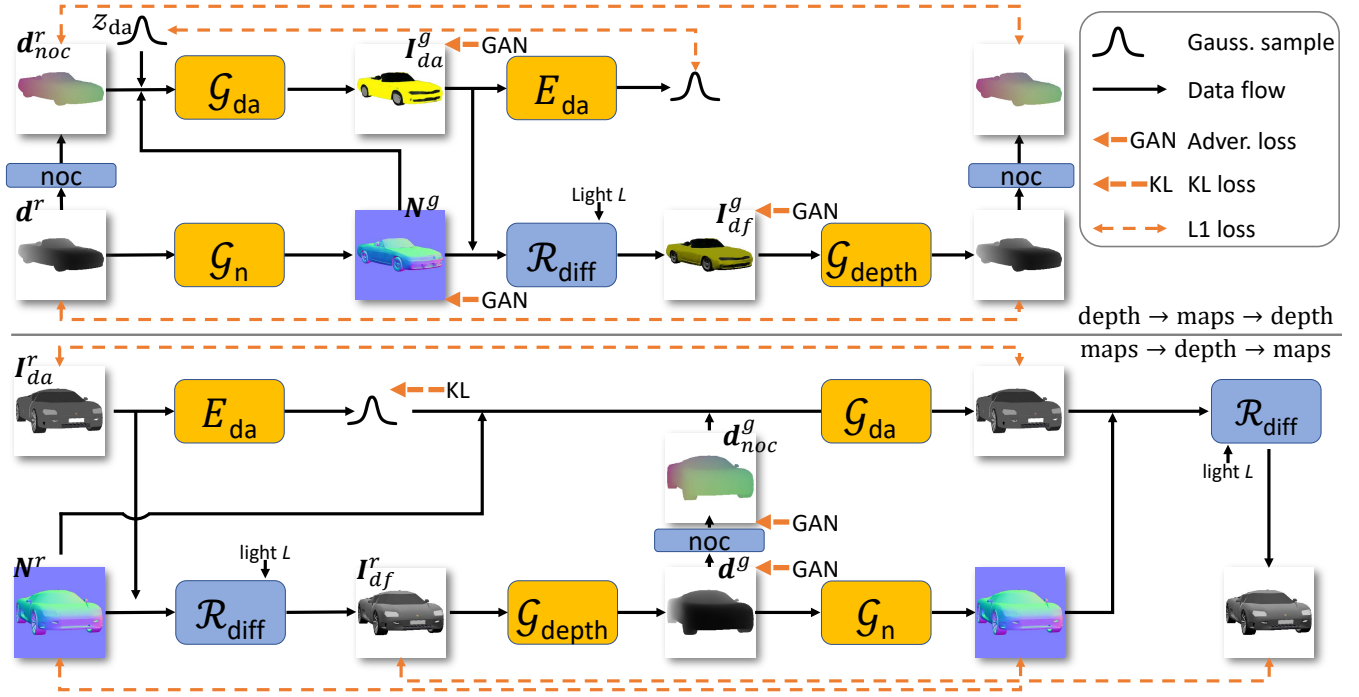 d^r_noc
z_da
I^g_da
GAN
G_da
E_da
noc
noc
d^r
N^g
Light L
I^g_df
GAN
G_n
R_diff
G_depth
GAN
Gauss. sample
Data flow
GAN Adver. loss
KL KL loss
L1 loss
depth → maps → depth
maps → depth → maps
I^r_da
KL
E_da
G_da
R_diff
d^g_noc
light L
GAN
noc
N^r
light L
I^r_df
d^g
GAN
R_diff
G_depth
G_n